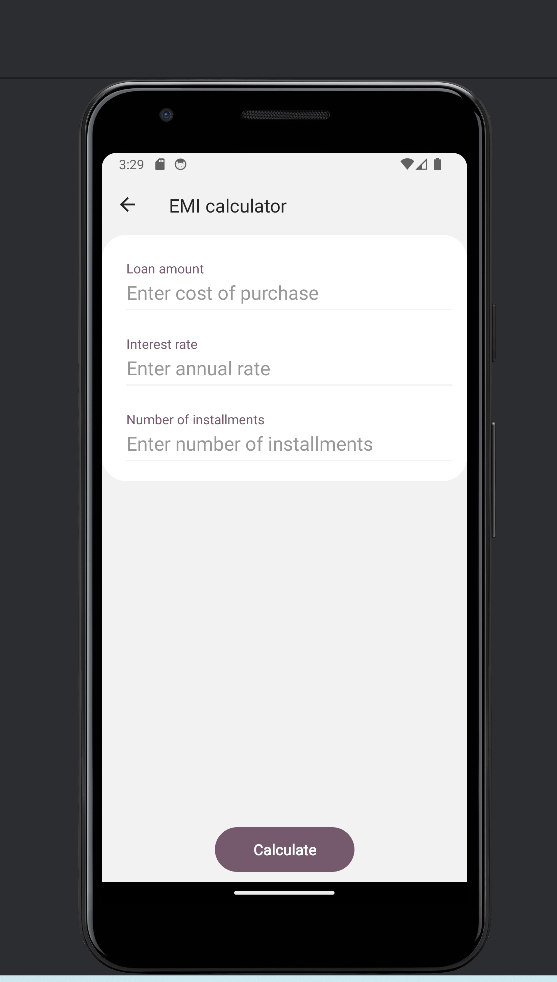 3:29
EMI calculator
Loan amount
Enter cost of purchase
Interest rate
Enter annual rate
Number of installments
Enter number of installments
Calculate